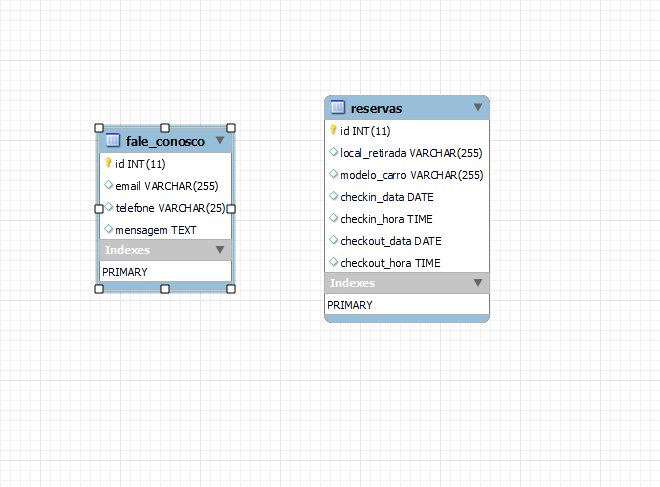 fale_conosco
id INT(11)
email VARCHAR(255)
telefone VARCHAR(25)
mensagem TEXT
Indexes
PRIMARY
reservas
id INT(11)
local_retirada VARCHAR(255)
modelo_carro VARCHAR(255)
checkin_data DATE
checkin_hora TIME
checkout_data DATE
checkout_hora TIME
Indexes
PRIMARY